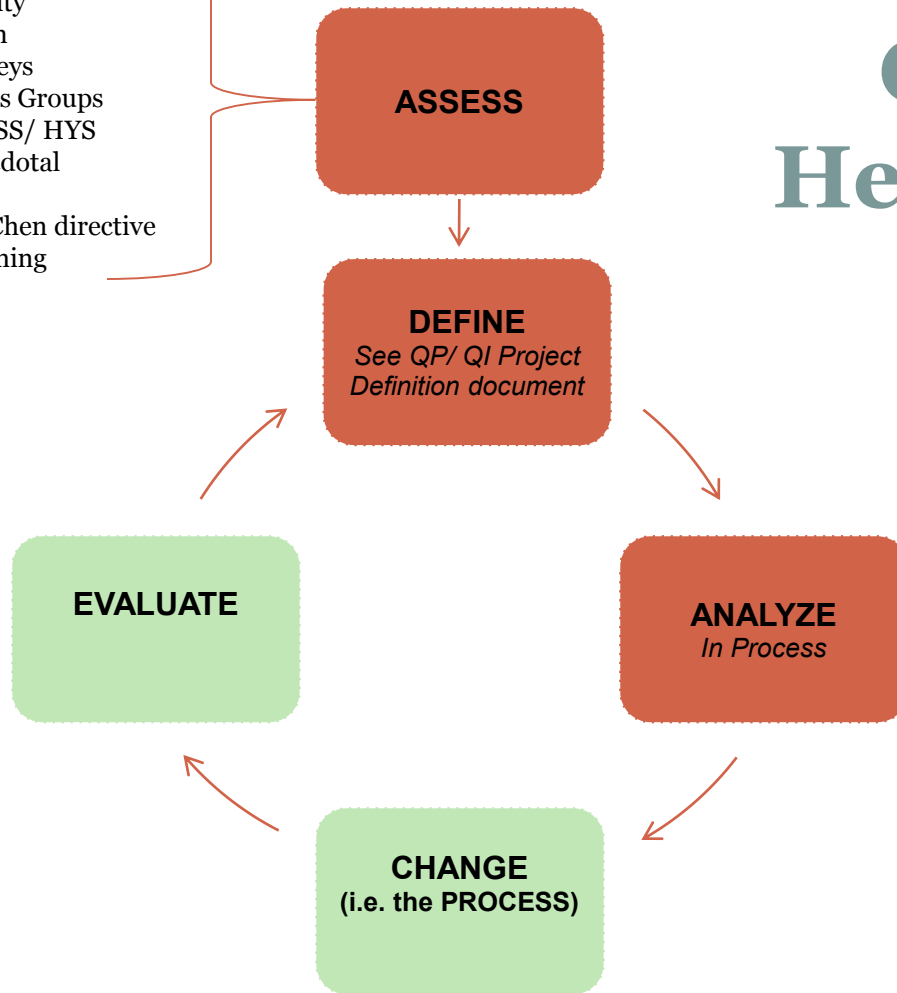 ity
n
eys
s Groups
SS/ HYS
dotal
Chen directive
ning
ASSESS
He
DEFINE
See QP/ QI Project
Definition document
EVALUATE
ANALYZE
In Process
CHANGE
(i.e. the PROCESS)